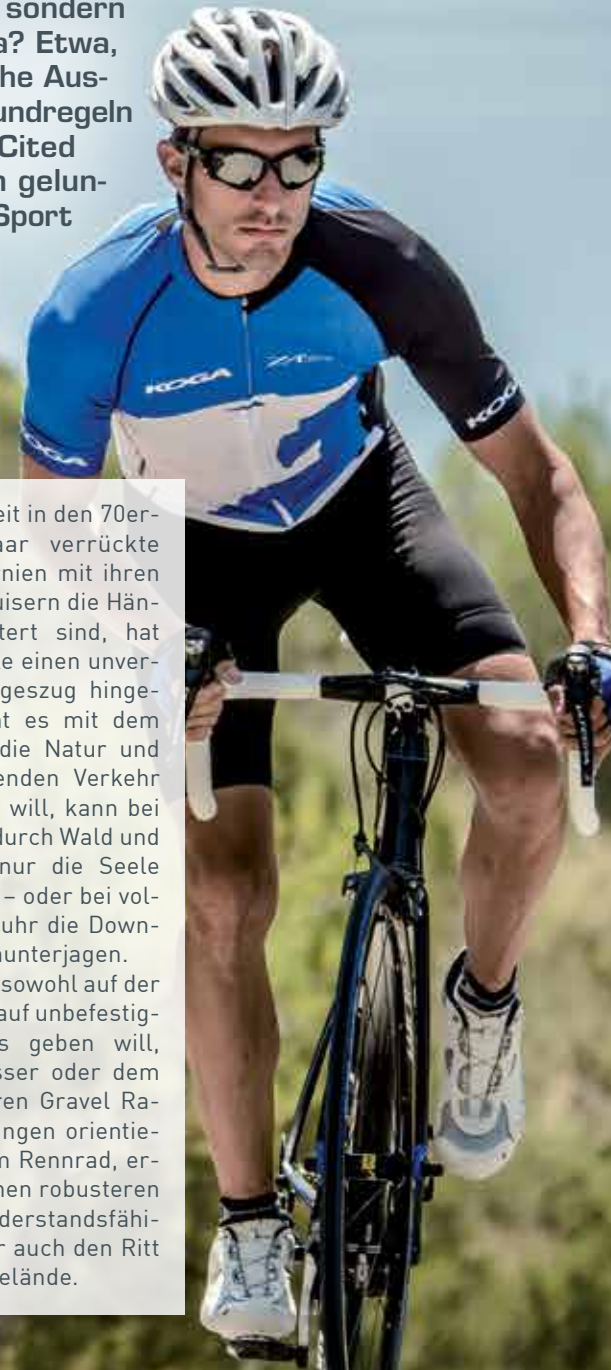 sondern
a? Etwa,
he Aus-
undregeln
Cited
n gelun-
Sport
KOGA
KOGA
KOGA
eit in den 70er-
aar verrückte
nien mit ihren
uisern die Hän-
tert sind, hat
e einen unver-
geszug hinge-
t es mit dem
die Natur und
enden Verkehr
will, kann bei
durch Wald und
nur die Seele
– oder bei vol-
uhr die Down-
unterjagen.
sowohl auf der
auf unbefestig-
s geben will,
sser oder dem
ren Gravel Ra-
ngen orientie-
m Rennrad, er-
nen robusteren
derstandsfähi-
r auch den Ritt
elände.